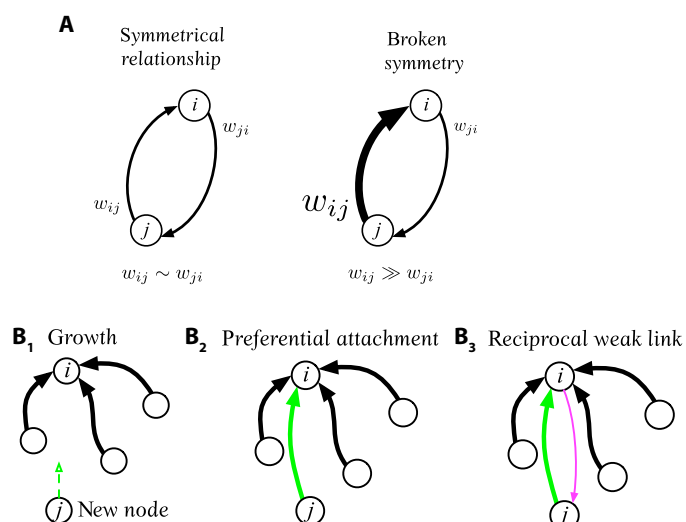 A
Symmetrical
relationship
Broken
symmetry
i
w_{ji}
w_{ij}
j
w_{ij} ∼ w_{ji}
i
w_{ji}
w_{ij}
j
w_{ij} ≫ w_{ji}
B₁ Growth
i
j New node
B₂ Preferential attachment
i
j
B₃ Reciprocal weak link
i
j